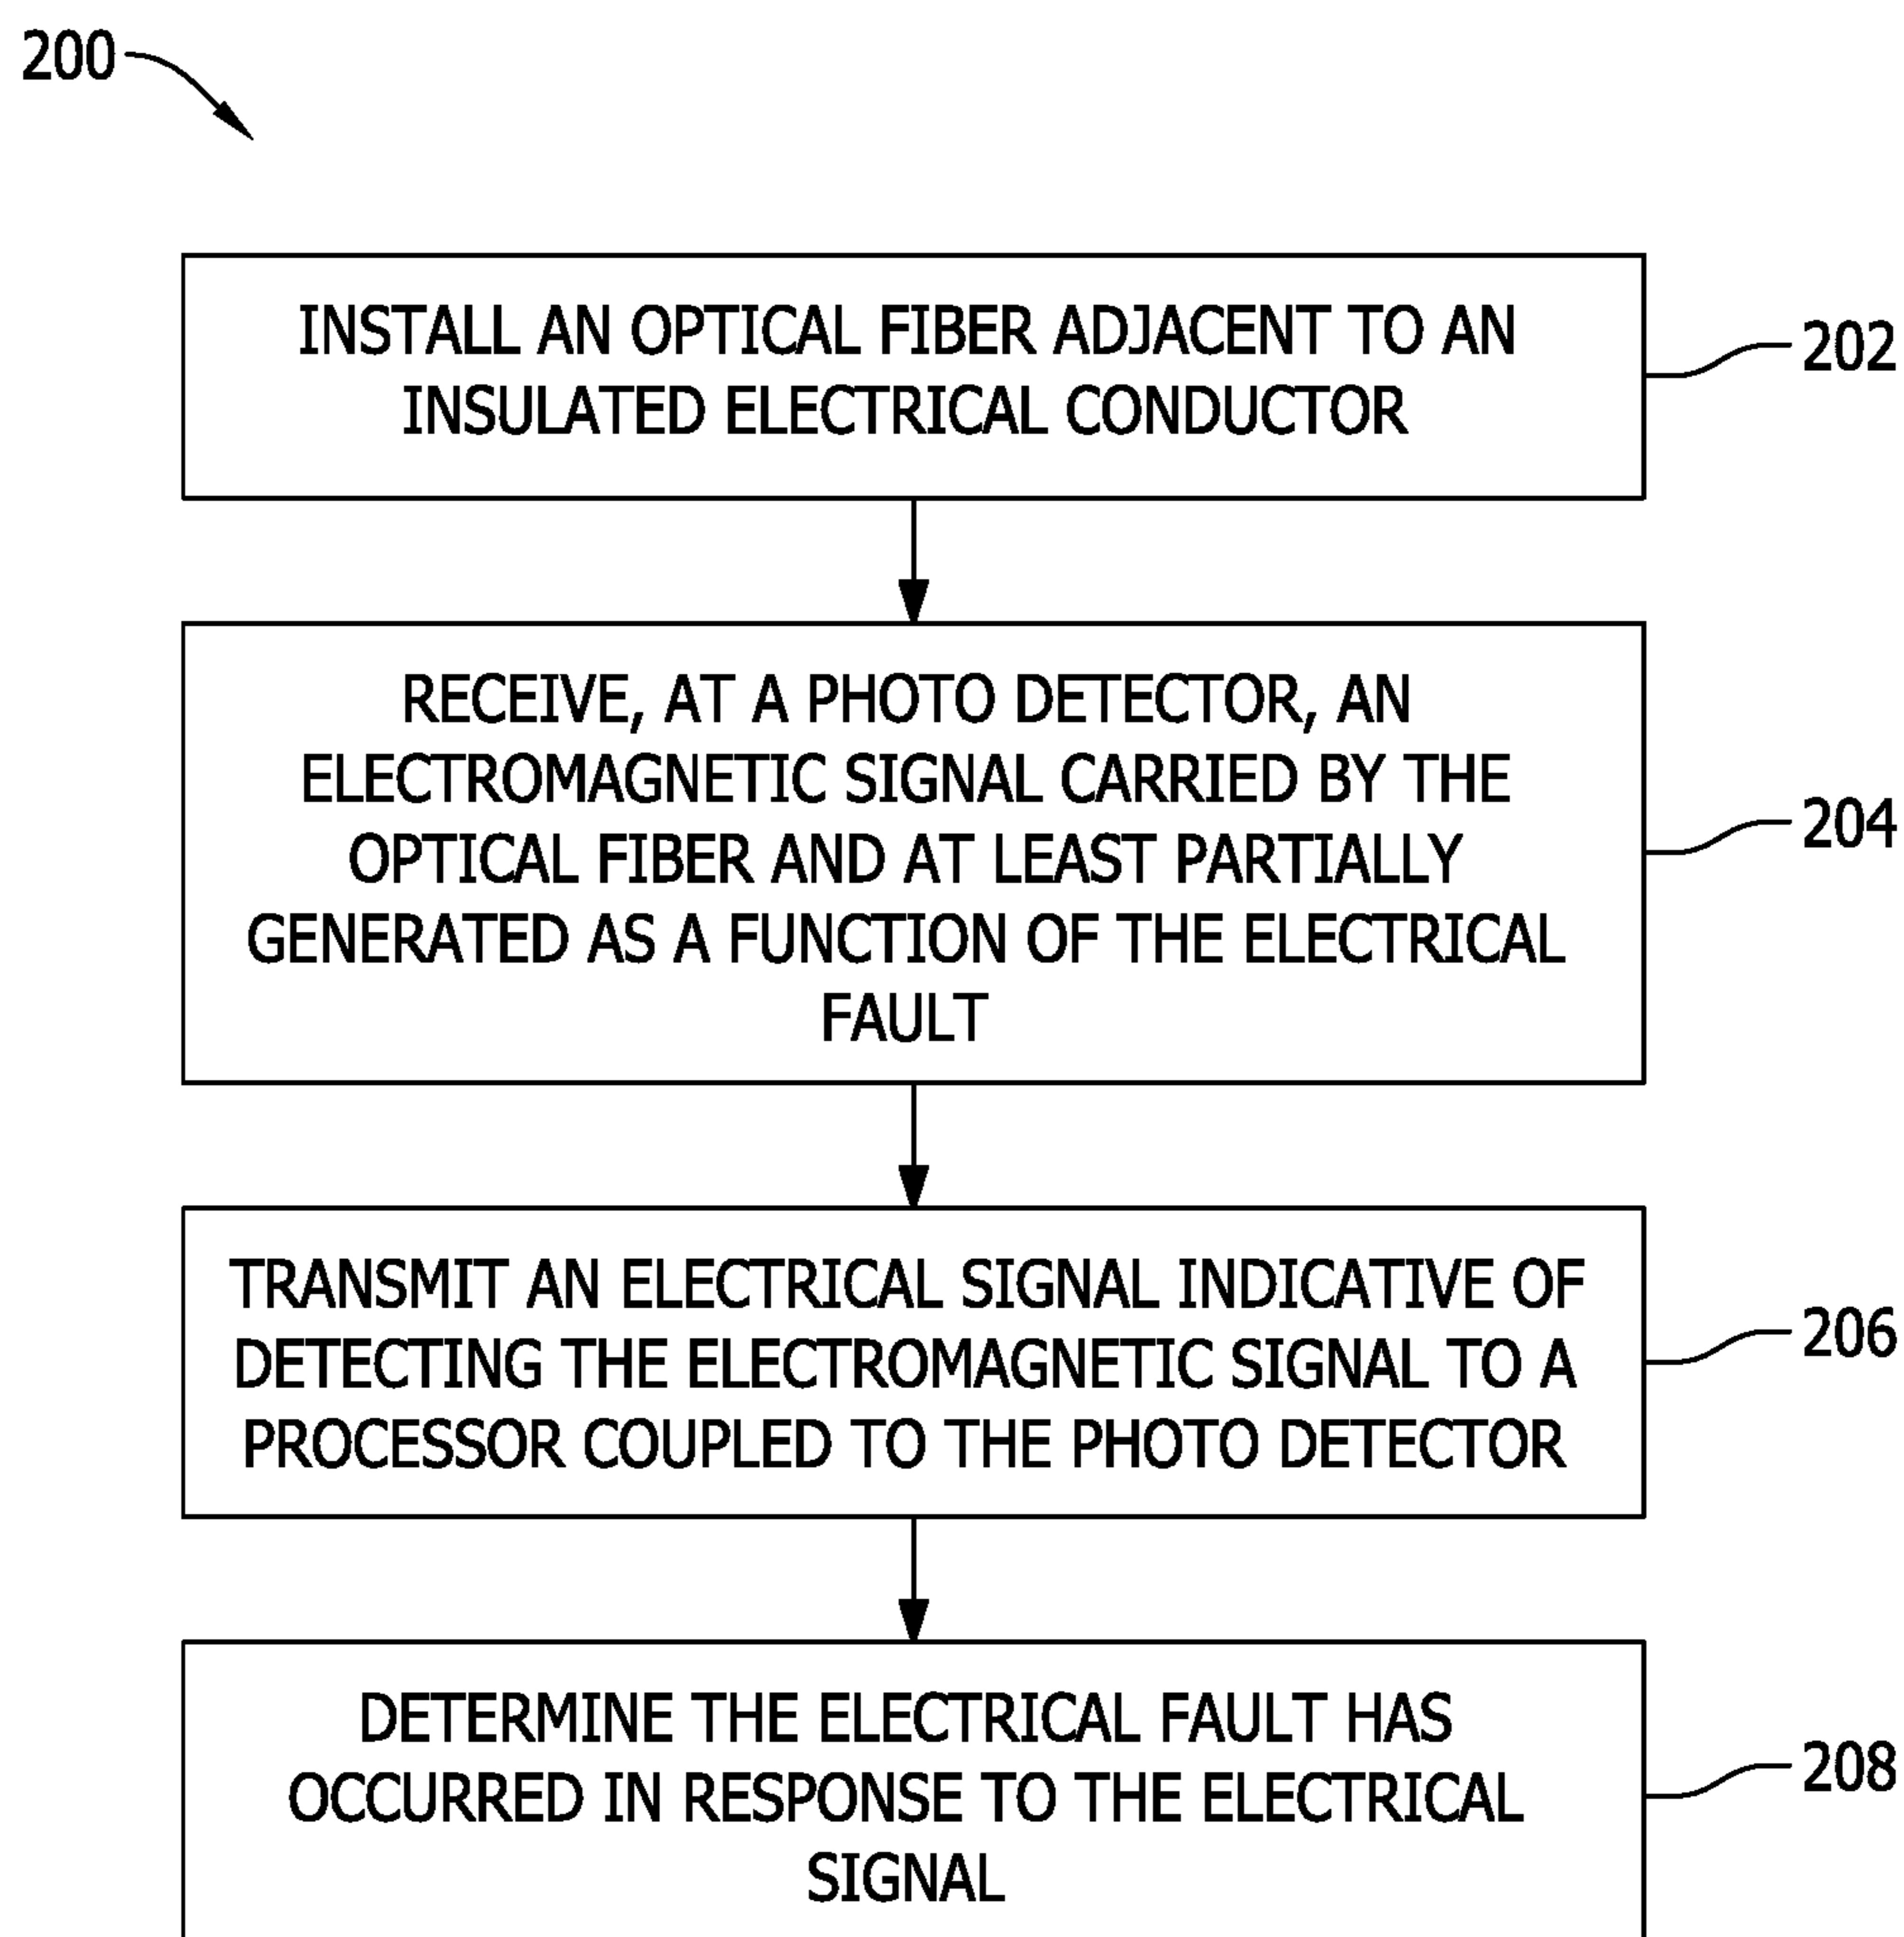 200
INSTALL AN OPTICAL FIBER ADJACENT TO AN
INSULATED ELECTRICAL CONDUCTOR
202
RECEIVE, AT A PHOTO DETECTOR, AN
ELECTROMAGNETIC SIGNAL CARRIED BY THE
OPTICAL FIBER AND AT LEAST PARTIALLY
GENERATED AS A FUNCTION OF THE ELECTRICAL
FAULT
204
TRANSMIT AN ELECTRICAL SIGNAL INDICATIVE OF
DETECTING THE ELECTROMAGNETIC SIGNAL TO A
PROCESSOR COUPLED TO THE PHOTO DETECTOR
206
DETERMINE THE ELECTRICAL FAULT HAS
OCCURRED IN RESPONSE TO THE ELECTRICAL
SIGNAL
208